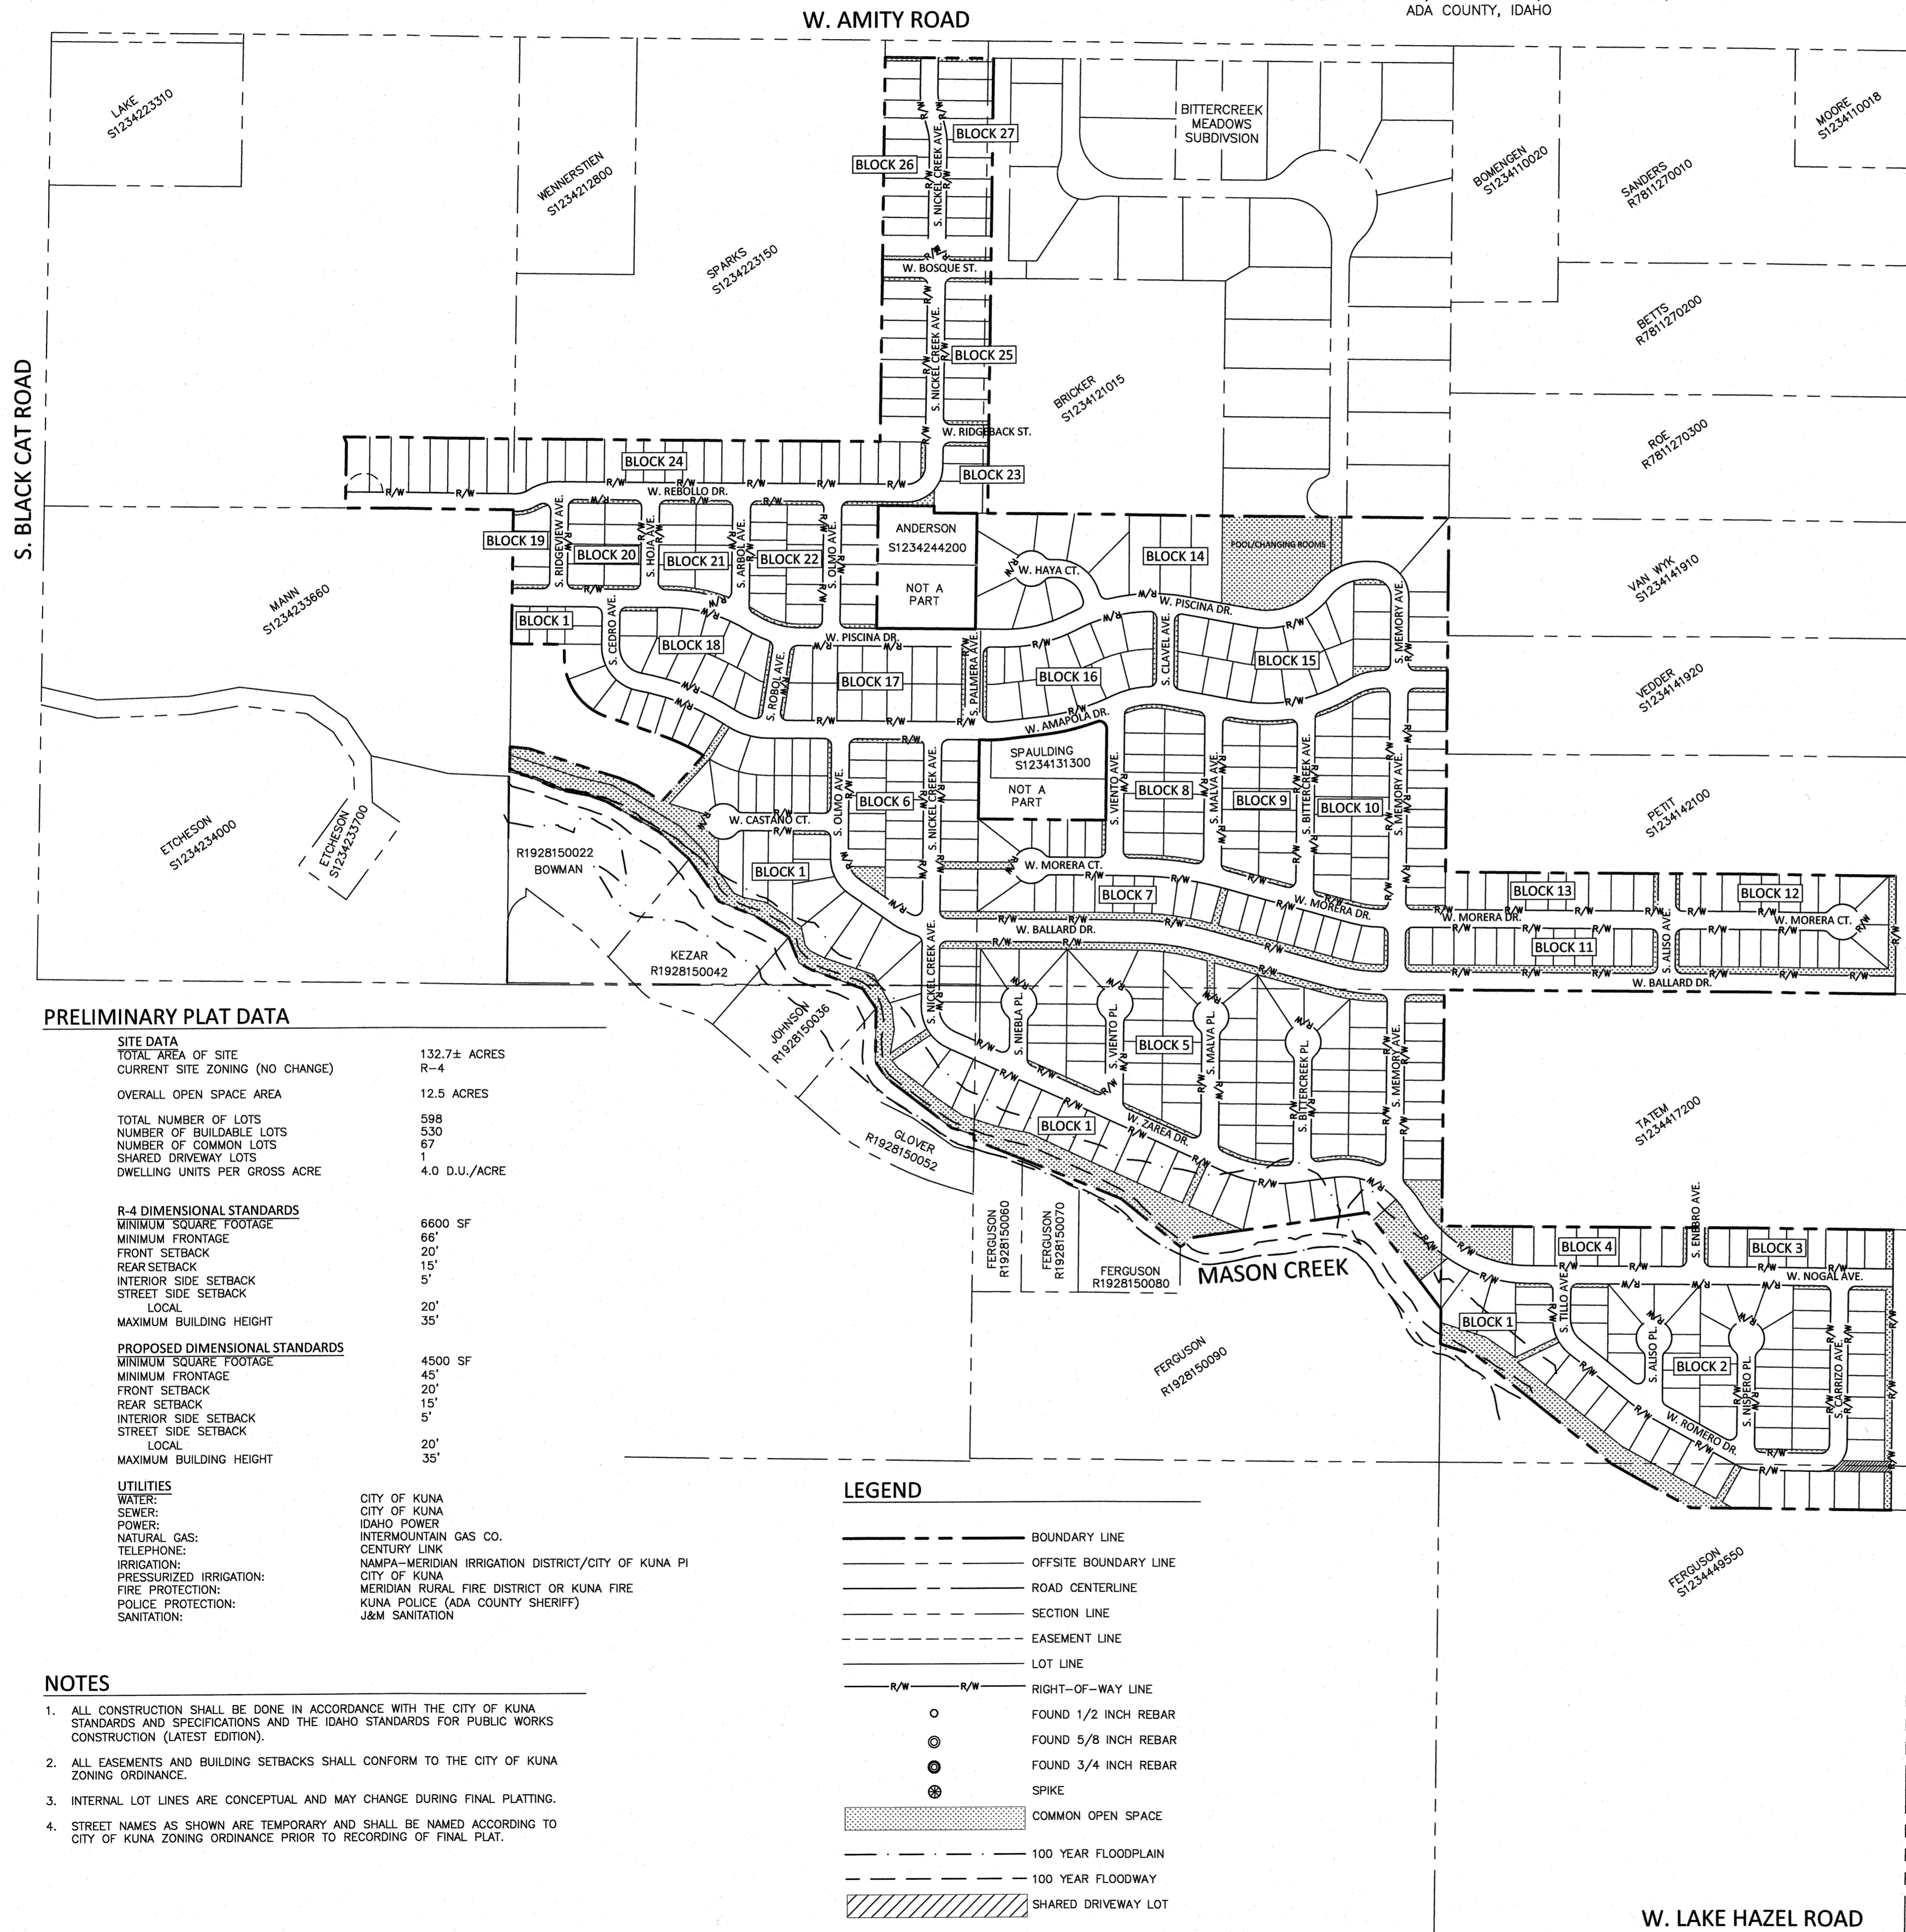 W. AMITY ROAD
ADA COUNTY, IDAHO
LAKE
S1234223310
WENNERSTIEN
S1234212800
SPARKS
S1234223150
BLOCK 26
BLOCK 27
S. NICKEL CREEK AVE.
R/W
BITTERCREEK
MEADOWS
SUBDIVSION
BOMENGEN
S1234110020
SANDERS
R7811270010
MOORE
S1234110018
W. BOSQUE ST.
BETTS
R7811270200
S. BLACK CAT ROAD
BLOCK 25
S. NICKEL CREEK AVE.
BRICKER
S1234121015
W. RIDGEBACK ST.
ROE
R7811270300
BLOCK 24
BLOCK 23
W. REBOLLO DR.
BLOCK 19
S. RIDGEVIEW AVE.
BLOCK 20
S. HOJA AVE.
BLOCK 21
S. ARBOL AVE.
BLOCK 22
S. OLMO AVE.
ANDERSON
S1234244200
NOT A
PART
W. HAYA CT.
BLOCK 14
POOL/CHANGING ROOMS
VAN WYK
S1234141910
MANN
S1234233660
BLOCK 1
S. CEDRO AVE.
BLOCK 18
W. PISCINA DR.
W. PISCINA DR.
S. ROBOL AVE.
BLOCK 17
S. PALMERA AVE.
BLOCK 16
S. CLAVEL AVE.
BLOCK 15
S. MEMORY AVE.
VEDDER
S1234141920
W. AMAPOLA DR.
SPAULDING
S1234131300
NOT A
PART
S. OLMO AVE.
BLOCK 6
S. NICKEL CREEK AVE.
S. VIENTO AVE.
BLOCK 8
S. MALVA AVE.
BLOCK 9
S. BITTERCREEK AVE.
BLOCK 10
S. MEMORY AVE.
PETIT
S1234142100
ETCHESON
S1234234000
ETCHESON
S1234233700
R1928150022
BOWMAN
W. CASTANO CT.
BLOCK 1
W. MORERA CT.
BLOCK 7
W. MORERA DR.
W. BALLARD DR.
BLOCK 13
BLOCK 12
W. MORERA DR.
W. MORERA CT.
BLOCK 11
S. ALISO AVE.
W. BALLARD DR.
KEZAR
R1928150042
JOHNSON
R1928150036
S. NICKEL CREEK AVE.
S. NIEBLA PL.
S. VIENTO PL.
BLOCK 5
S. MALVA PL.
S. BITTERCREEK PL.
S. MEMORY AVE.
BLOCK 1
W. ZAREA DR.
GLOVER
R1928150052
TATEM
S1234417200
FERGUSON
R1928150060
FERGUSON
R1928150070
FERGUSON
R1928150080
MASON CREEK
FERGUSON
R1928150090
S. ENEBRO AVE.
BLOCK 4
BLOCK 3
W. NOGAL AVE.
BLOCK 1
S. TILLO AVE.
S. ALISO PL.
BLOCK 2
S. NISPERO PL.
S. CARRIZO AVE.
W. ROMERO DR.
FERGUSON
S1234449550
PRELIMINARY PLAT DATA
SITE DATA
TOTAL AREA OF SITE 132.7± ACRES
CURRENT SITE ZONING (NO CHANGE) R-4
OVERALL OPEN SPACE AREA 12.5 ACRES
TOTAL NUMBER OF LOTS 598
NUMBER OF BUILDABLE LOTS 530
NUMBER OF COMMON LOTS 67
SHARED DRIVEWAY LOTS 1
DWELLING UNITS PER GROSS ACRE 4.0 D.U./ACRE
R-4 DIMENSIONAL STANDARDS
MINIMUM SQUARE FOOTAGE 6600 SF
MINIMUM FRONTAGE 66'
FRONT SETBACK 20'
REAR SETBACK 15'
INTERIOR SIDE SETBACK 5'
STREET SIDE SETBACK
LOCAL 20'
MAXIMUM BUILDING HEIGHT 35'
PROPOSED DIMENSIONAL STANDARDS
MINIMUM SQUARE FOOTAGE 4500 SF
MINIMUM FRONTAGE 45'
FRONT SETBACK 20'
REAR SETBACK 15'
INTERIOR SIDE SETBACK 5'
STREET SIDE SETBACK
LOCAL 20'
MAXIMUM BUILDING HEIGHT 35'
UTILITIES
WATER: CITY OF KUNA
SEWER: CITY OF KUNA
POWER: IDAHO POWER
NATURAL GAS: INTERMOUNTAIN GAS CO.
TELEPHONE: CENTURY LINK
IRRIGATION: NAMPA-MERIDIAN IRRIGATION DISTRICT/CITY OF KUNA PI
PRESSURIZED IRRIGATION: CITY OF KUNA
FIRE PROTECTION: MERIDIAN RURAL FIRE DISTRICT OR KUNA FIRE
POLICE PROTECTION: KUNA POLICE (ADA COUNTY SHERIFF)
SANITATION: J&M SANITATION
NOTES
1. ALL CONSTRUCTION SHALL BE DONE IN ACCORDANCE WITH THE CITY OF KUNA
STANDARDS AND SPECIFICATIONS AND THE IDAHO STANDARDS FOR PUBLIC WORKS
CONSTRUCTION (LATEST EDITION).
2. ALL EASEMENTS AND BUILDING SETBACKS SHALL CONFORM TO THE CITY OF KUNA
ZONING ORDINANCE.
3. INTERNAL LOT LINES ARE CONCEPTUAL AND MAY CHANGE DURING FINAL PLATTING.
4. STREET NAMES AS SHOWN ARE TEMPORARY AND SHALL BE NAMED ACCORDING TO
CITY OF KUNA ZONING ORDINANCE PRIOR TO RECORDING OF FINAL PLAT.
LEGEND
BOUNDARY LINE
OFFSITE BOUNDARY LINE
ROAD CENTERLINE
SECTION LINE
EASEMENT LINE
LOT LINE
R/W R/W RIGHT-OF-WAY LINE
FOUND 1/2 INCH REBAR
FOUND 5/8 INCH REBAR
FOUND 3/4 INCH REBAR
SPIKE
COMMON OPEN SPACE
100 YEAR FLOODPLAIN
100 YEAR FLOODWAY
SHARED DRIVEWAY LOT
W. LAKE HAZEL ROAD